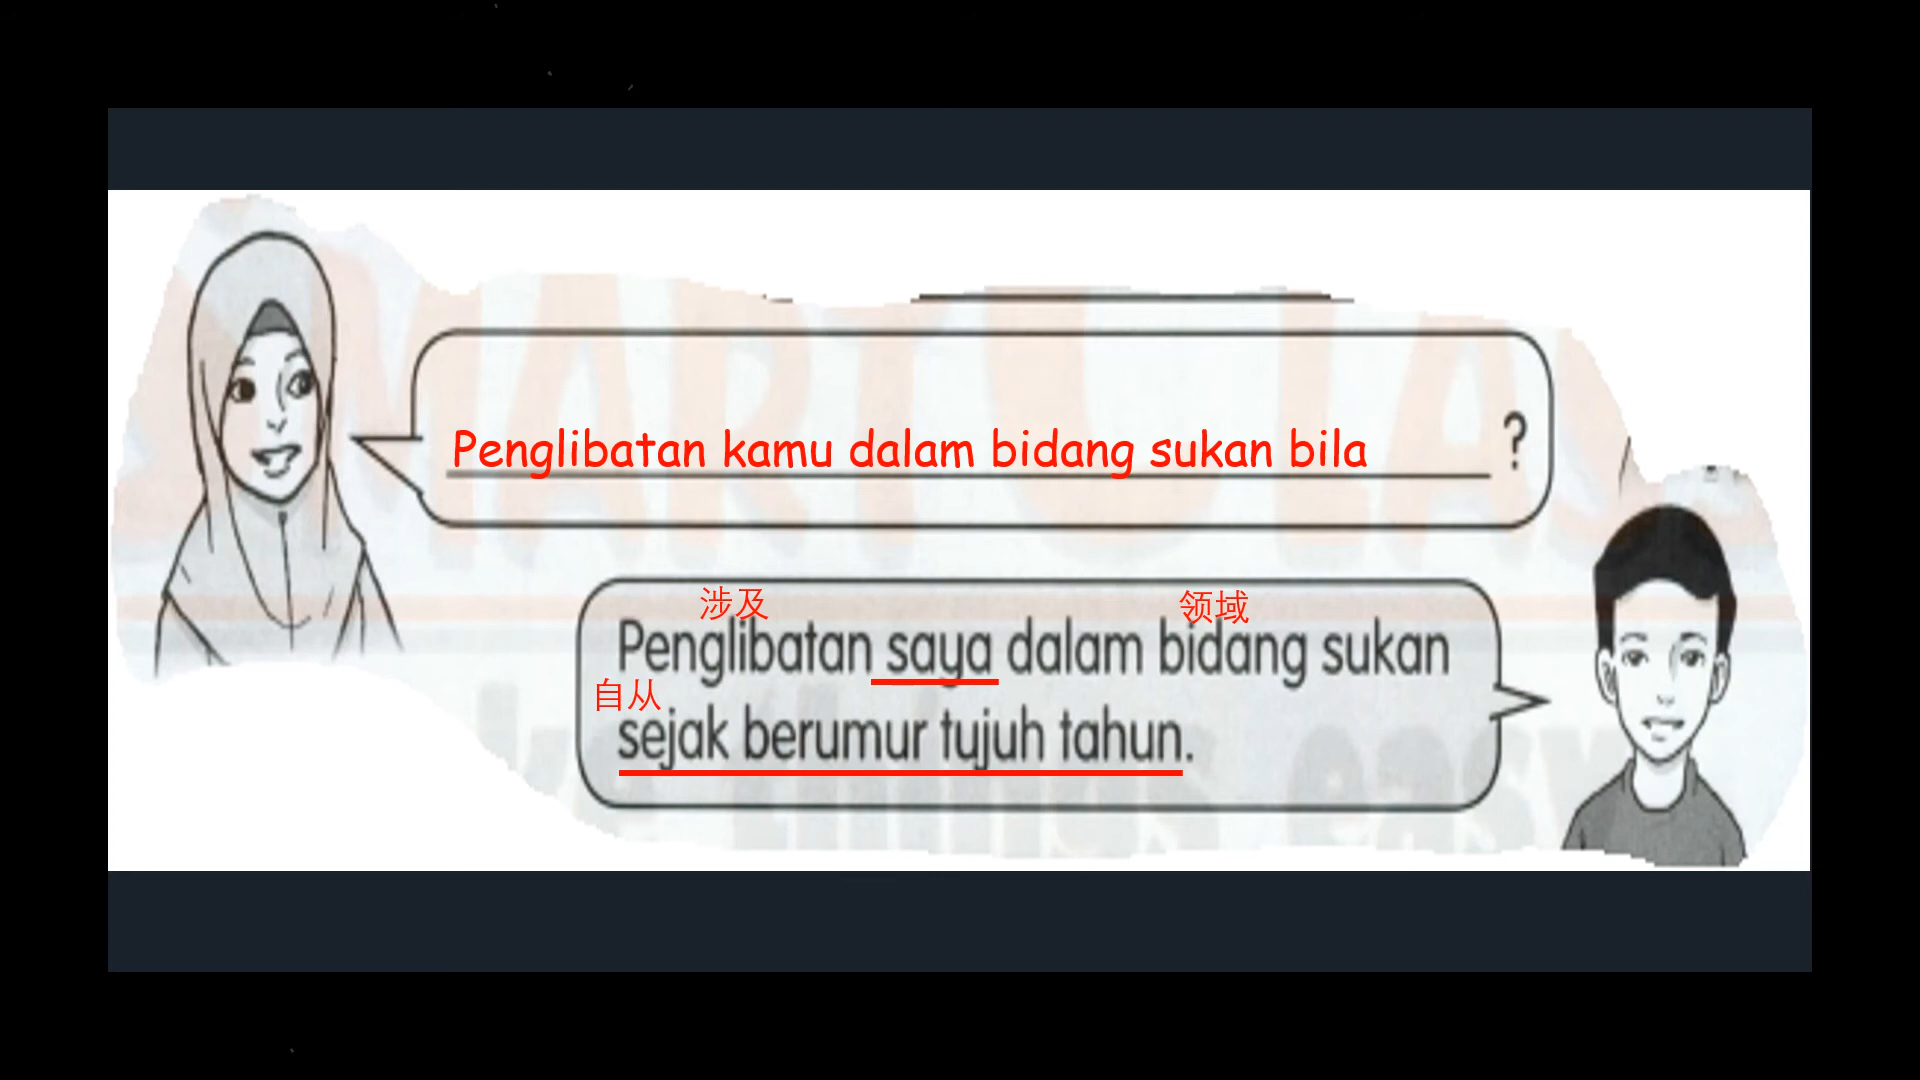 Penglibatan kamu dalam bidang sukan bila ?
涉及 领域
Penglibatan saya dalam bidang sukan
自从
sejak berumur tujuh tahun.